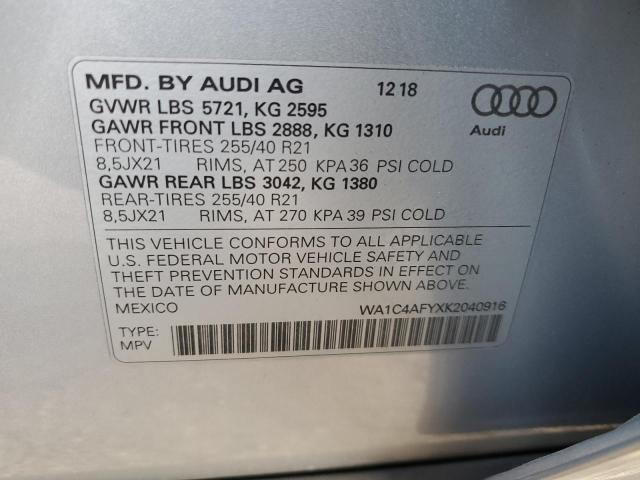 MFD. BY AUDI AG 12 18
GVWR LBS 5721, KG 2595
GAWR FRONT LBS 2888, KG 1310
Audi
FRONT-TIRES 255/40 R21
8,5JX21 RIMS, AT 250 KPA 36 PSI COLD
GAWR REAR LBS 3042, KG 1380
REAR-TIRES 255/40 R21
8,5JX21 RIMS, AT 270 KPA 39 PSI COLD
THIS VEHICLE CONFORMS TO ALL APPLICABLE
U.S. FEDERAL MOTOR VEHICLE SAFETY AND
THEFT PREVENTION STANDARDS IN EFFECT ON
THE DATE OF MANUFACTURE SHOWN ABOVE.
MEXICO WA1C4AFYXK2040916
TYPE:
MPV